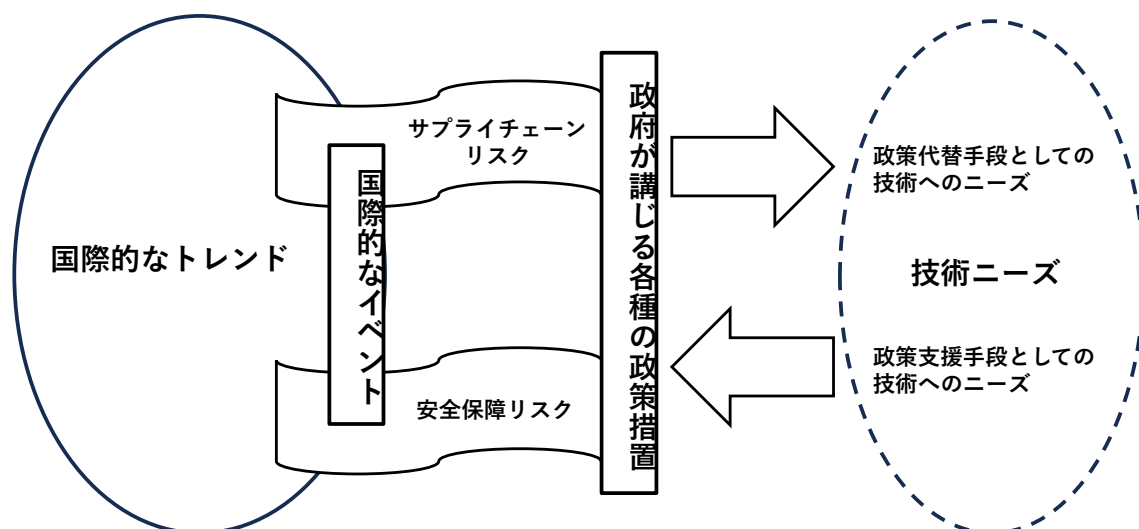 国際的なトレンド
国際的なイベント
サプライチェーン
リスク
安全保障リスク
政府が講じる各種の政策措置
政策代替手段としての
技術へのニーズ
技術ニーズ
政策支援手段としての
技術へのニーズ